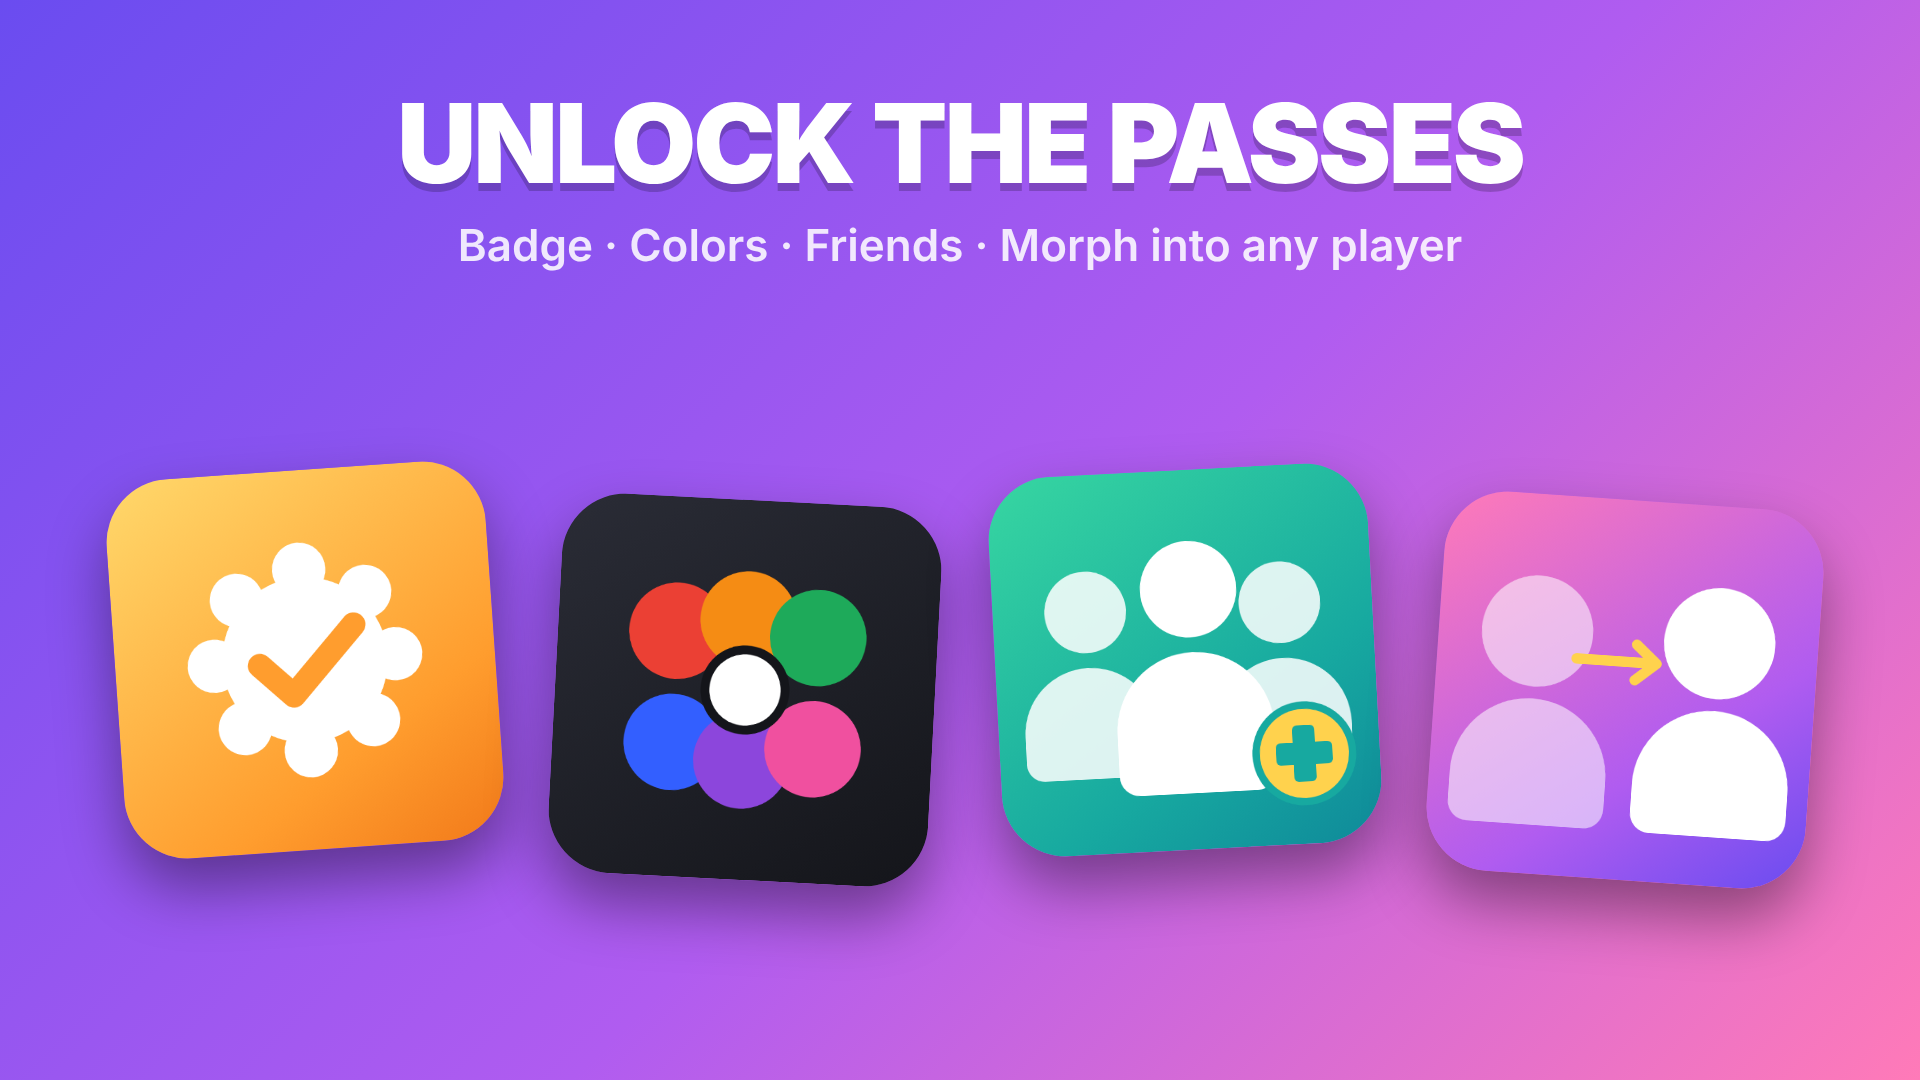 UNLOCK THE PASSES
Badge · Colors · Friends · Morph into any player